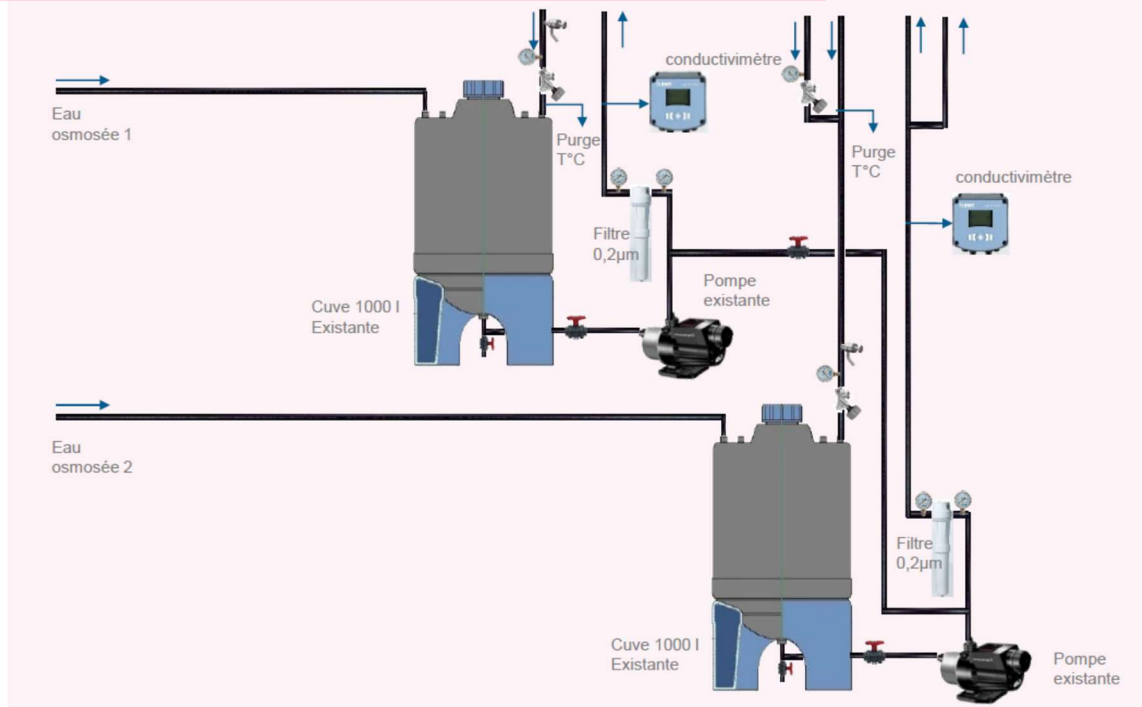 conductivimètre
Eau
osmosée 1
Purge
T°C
Purge
T°C
conductivimètre
Filtre
0,2µm
Pompe
existante
Cuve 1000 l
Existante
Eau
osmosée 2
Filtre
0,2µm
Cuve 1000 l
Existante
Pompe
existante